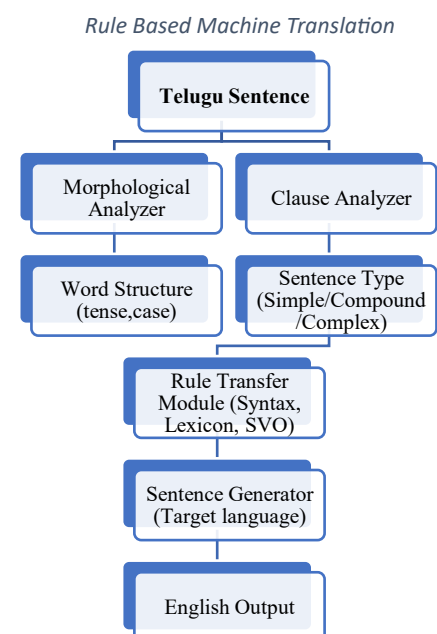 Rule Based Machine Translation
Telugu Sentence
Morphological
Analyzer
Clause Analyzer
Word Structure
(tense,case)
Sentence Type
(Simple/Compound
/Complex)
Rule Transfer
Module (Syntax,
Lexicon, SVO)
Sentence Generator
(Target language)
English Output